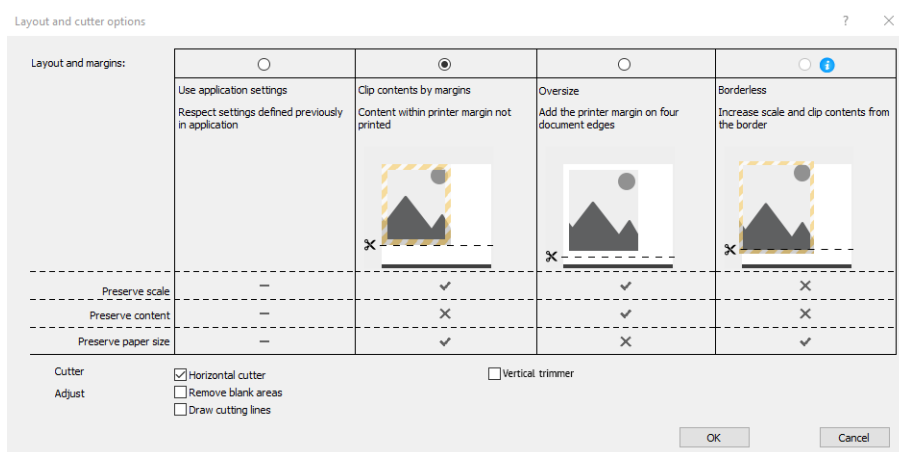 Layout and cutter options
Layout and margins:
Use application settings
Respect settings defined previously
in application
Clip contents by margins
Content within printer margin not
printed
Oversize
Add the printer margin on four
document edges
Borderless
Increase scale and clip contents from
the border
Preserve scale
Preserve content
Preserve paper size
Cutter
Horizontal cutter
Vertical trimmer
Adjust
Remove blank areas
Draw cutting lines
OK
Cancel